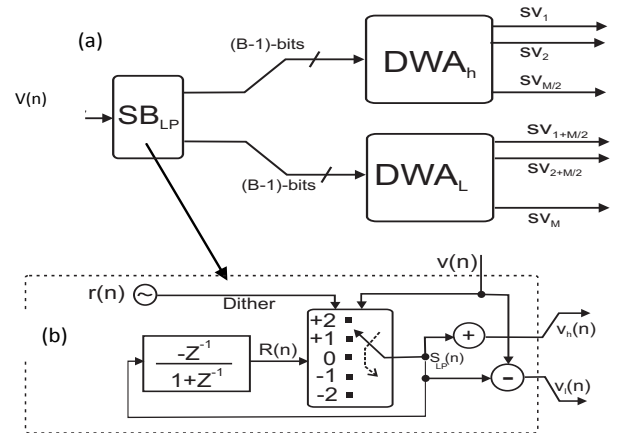 (a)
V(n)
SB_LP
(B-1)-bits
(B-1)-bits
DWA_h
sv_1
sv_2
sv_M/2
DWA_L
sv_1+M/2
sv_2+M/2
sv_M
(b)
r(n)
Dither
v(n)
-Z^-1
1+Z^-1
R(n)
+2
+1
0
-1
-2
S_LP(n)
+
-
v_h(n)
v_l(n)